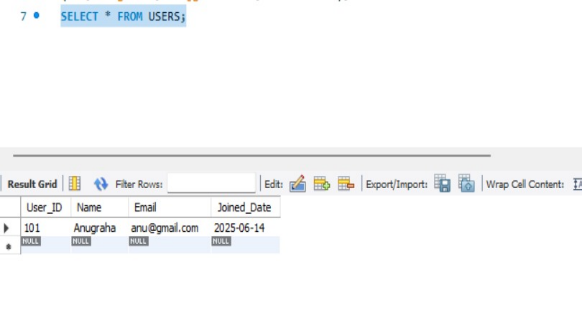 7 SELECT * FROM USERS;
Result Grid Filter Rows: Edit: Export/Import: Wrap Cell Content:
User_ID Name Email Joined_Date
101 Anugraha anu@gmail.com 2025-06-14
NULL NULL NULL NULL